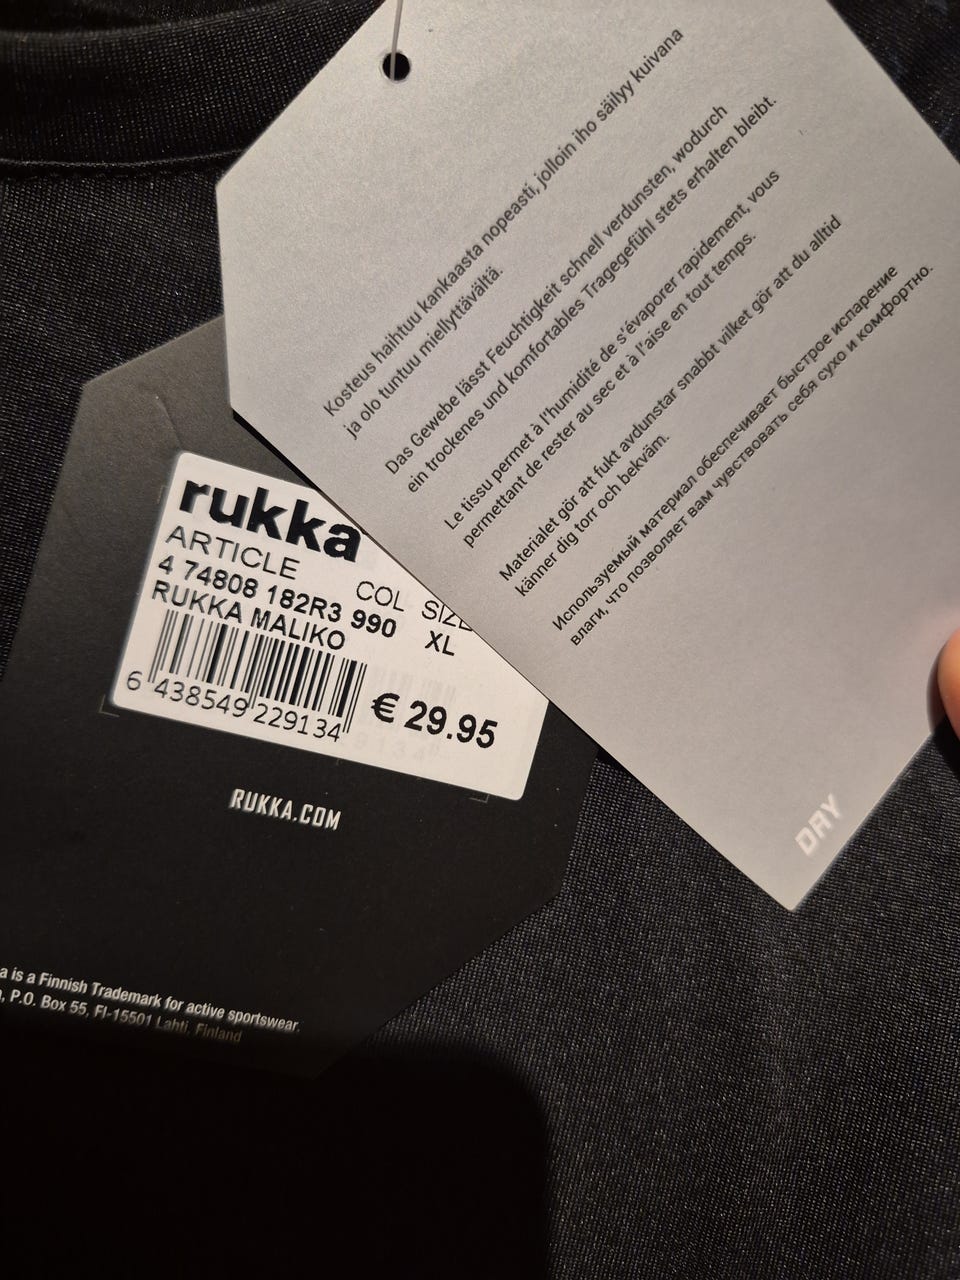 Kosteus haihtuu kankaasta nopeasti, jolloin iho säilyy kuivana
ja olo tuntuu miellyttävältä.
Das Gewebe lässt Feuchtigkeit schnell verdunsten, wodurch
ein trockenes und komfortables Tragegefühl stets erhalten bleibt.
Le tissu permet à l'humidité de s'évaporer rapidement, vous
permettant de rester au sec et à l'aise en tout temps.
Materialet gör att fukt avdunstar snabbt vilket gör att du alltid
känner dig torr och bekväm.
Используемый материал обеспечивает быстрое испарение
влаги, что позволяет вам чувствовать себя сухо и комфортно.
DRY
rukka
ARTICLE COL SIZE
4 74808 182R3 990 XL
RUKKA MALIKO
6 438549 229134
€ 29.95
RUKKA.COM
a is a Finnish Trademark for active sportswear.
, P.O. Box 55, FI-15501 Lahti, Finland